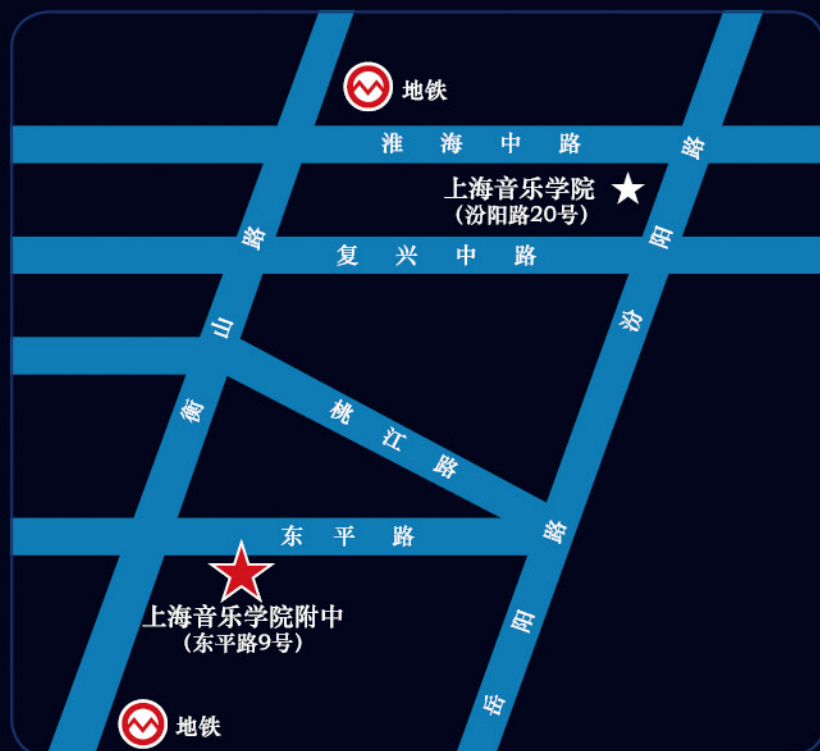 地铁
淮海中路
上海音乐学院
(汾阳路20号)
汾阳路
复兴中路
衡山路
桃江路
东平路
上海音乐学院附中
(东平路9号)
岳阳路
地铁